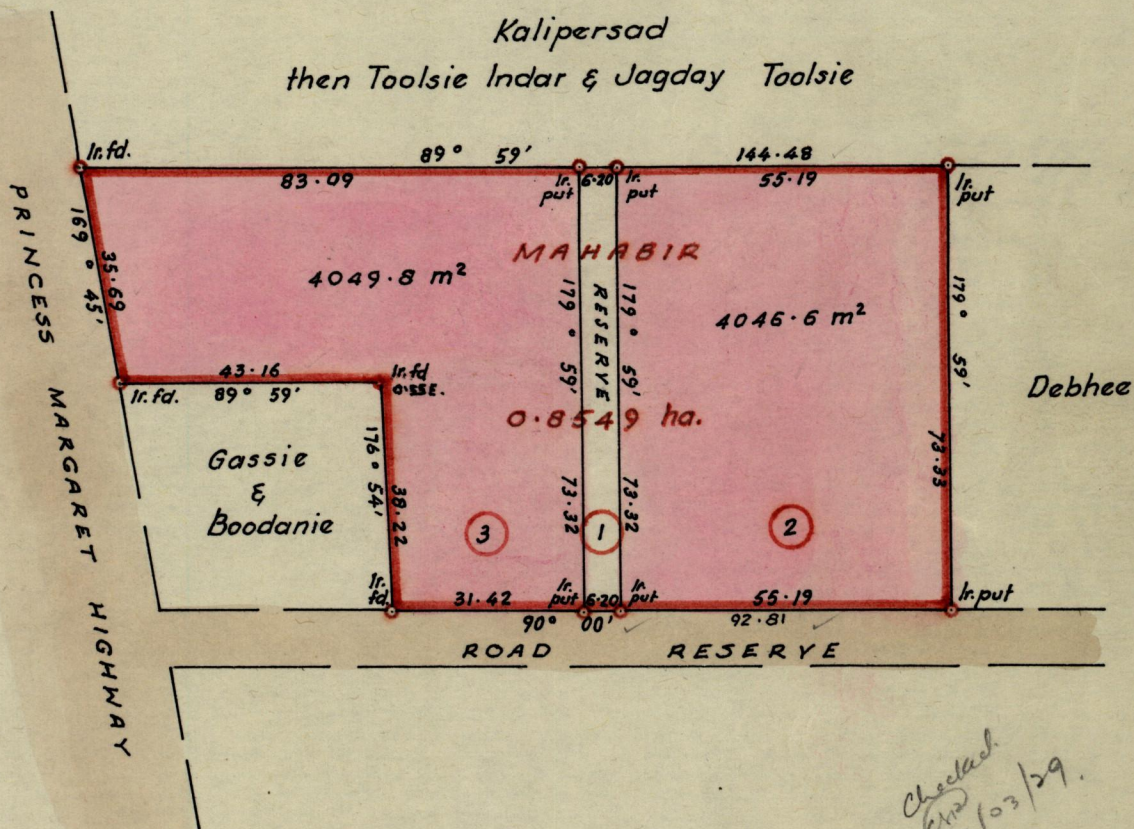 Kalipersad
then Toolsie Indar & Jagday Toolsie
Ir. fd.
89° 59'
144·48
83·09
Ir. put
6·20
Ir. put
55·19
Ir. put
PRINCESS MARGARET HIGHWAY
169° 45'
35·69
MAHABIR
4049·8 m²
179° 59'
RESERVE
179° 59'
4046·6 m²
179° 59'
Debhee
43·16
Ir. fd.
89° 59'
Ir. fd
0·55E.
0·8549 ha.
Gassie
&
Boodanie
176° 54'
38·22
73·32
73·32
73·33
3
1
2
Ir. fd.
31·42
Ir. put
6·20
Ir. put
55·19
Ir. put
90° 00'
92·81
ROAD RESERVE
Checked
/03/29.